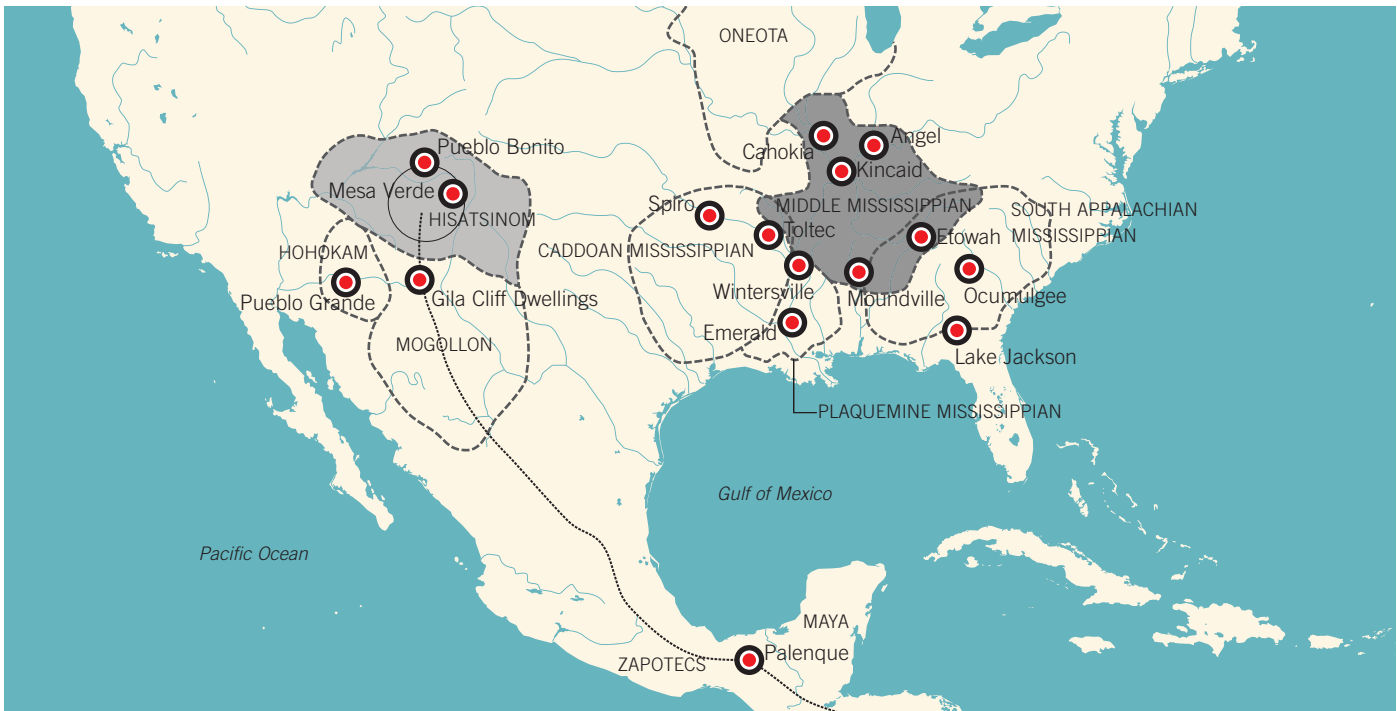 ONEOTA
Angel
Pueblo Bonito
Cahokia
Kincaid
Mesa Verde
Spiro
MIDDLE MISSISSIPPIAN
SOUTH APPALACHIAN
MISSISSIPPIAN
HISATSINOM
Toltec
Etowah
HOHOKAM
CADDOAN MISSISSIPPIAN
Wintersville
Moundville
Ocumulgee
Pueblo Grande
Gila Cliff Dwellings
Emerald
MOGOLLON
Lake Jackson
PLAQUEMINE MISSISSIPPIAN
Gulf of Mexico
Pacific Ocean
MAYA
Palenque
ZAPOTECS